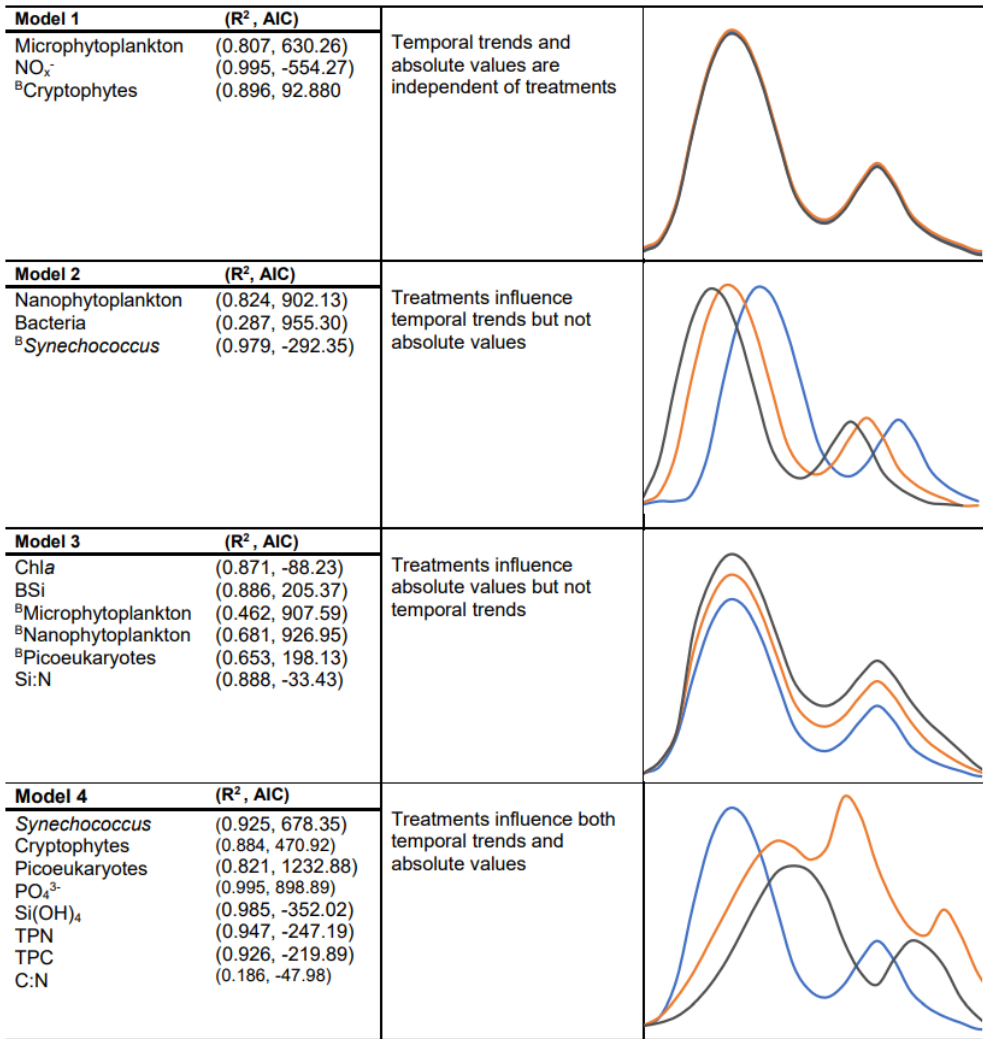 Model 1 (R², AIC)
Microphytoplankton (0.807, 630.26)
NOₓ⁻ (0.995, -554.27)
ᴮCryptophytes (0.896, 92.880
Temporal trends and
absolute values are
independent of treatments
Model 2 (R², AIC)
Nanophytoplankton (0.824, 902.13)
Bacteria (0.287, 955.30)
ᴮSynechococcus (0.979, -292.35)
Treatments influence
temporal trends but not
absolute values
Model 3 (R², AIC)
Chla (0.871, -88.23)
BSi (0.886, 205.37)
ᴮMicrophytoplankton (0.462, 907.59)
ᴮNanophytoplankton (0.681, 926.95)
ᴮPicoeukaryotes (0.653, 198.13)
Si:N (0.888, -33.43)
Treatments influence
absolute values but not
temporal trends
Model 4 (R², AIC)
Synechococcus (0.925, 678.35)
Cryptophytes (0.884, 470.92)
Picoeukaryotes (0.821, 1232.88)
PO₄³⁻ (0.995, 898.89)
Si(OH)₄ (0.985, -352.02)
TPN (0.947, -247.19)
TPC (0.926, -219.89)
C:N (0.186, -47.98)
Treatments influence both
temporal trends and
absolute values